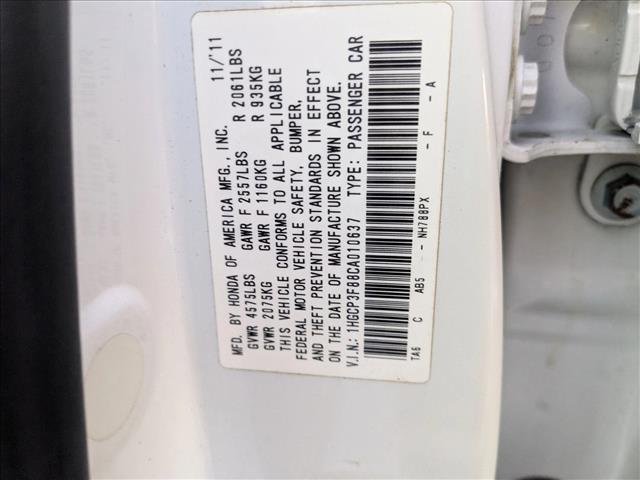 MFD. BY HONDA OF AMERICA MFG., INC. 11/'11
GVWR 4575LBS GAWR F 2557LBS R 2061LBS
GVWR 2075KG GAWR F 1160KG R 935KG
THIS VEHICLE CONFORMS TO ALL APPLICABLE
FEDERAL MOTOR VEHICLE SAFETY, BUMPER,
AND THEFT PREVENTION STANDARDS IN EFFECT
ON THE DATE OF MANUFACTURE SHOWN ABOVE.
V.I.N.: 1HGCP3F88CA010637 TYPE: PASSENGER CAR
TA6 C AB5 -- NH788PX - F - A